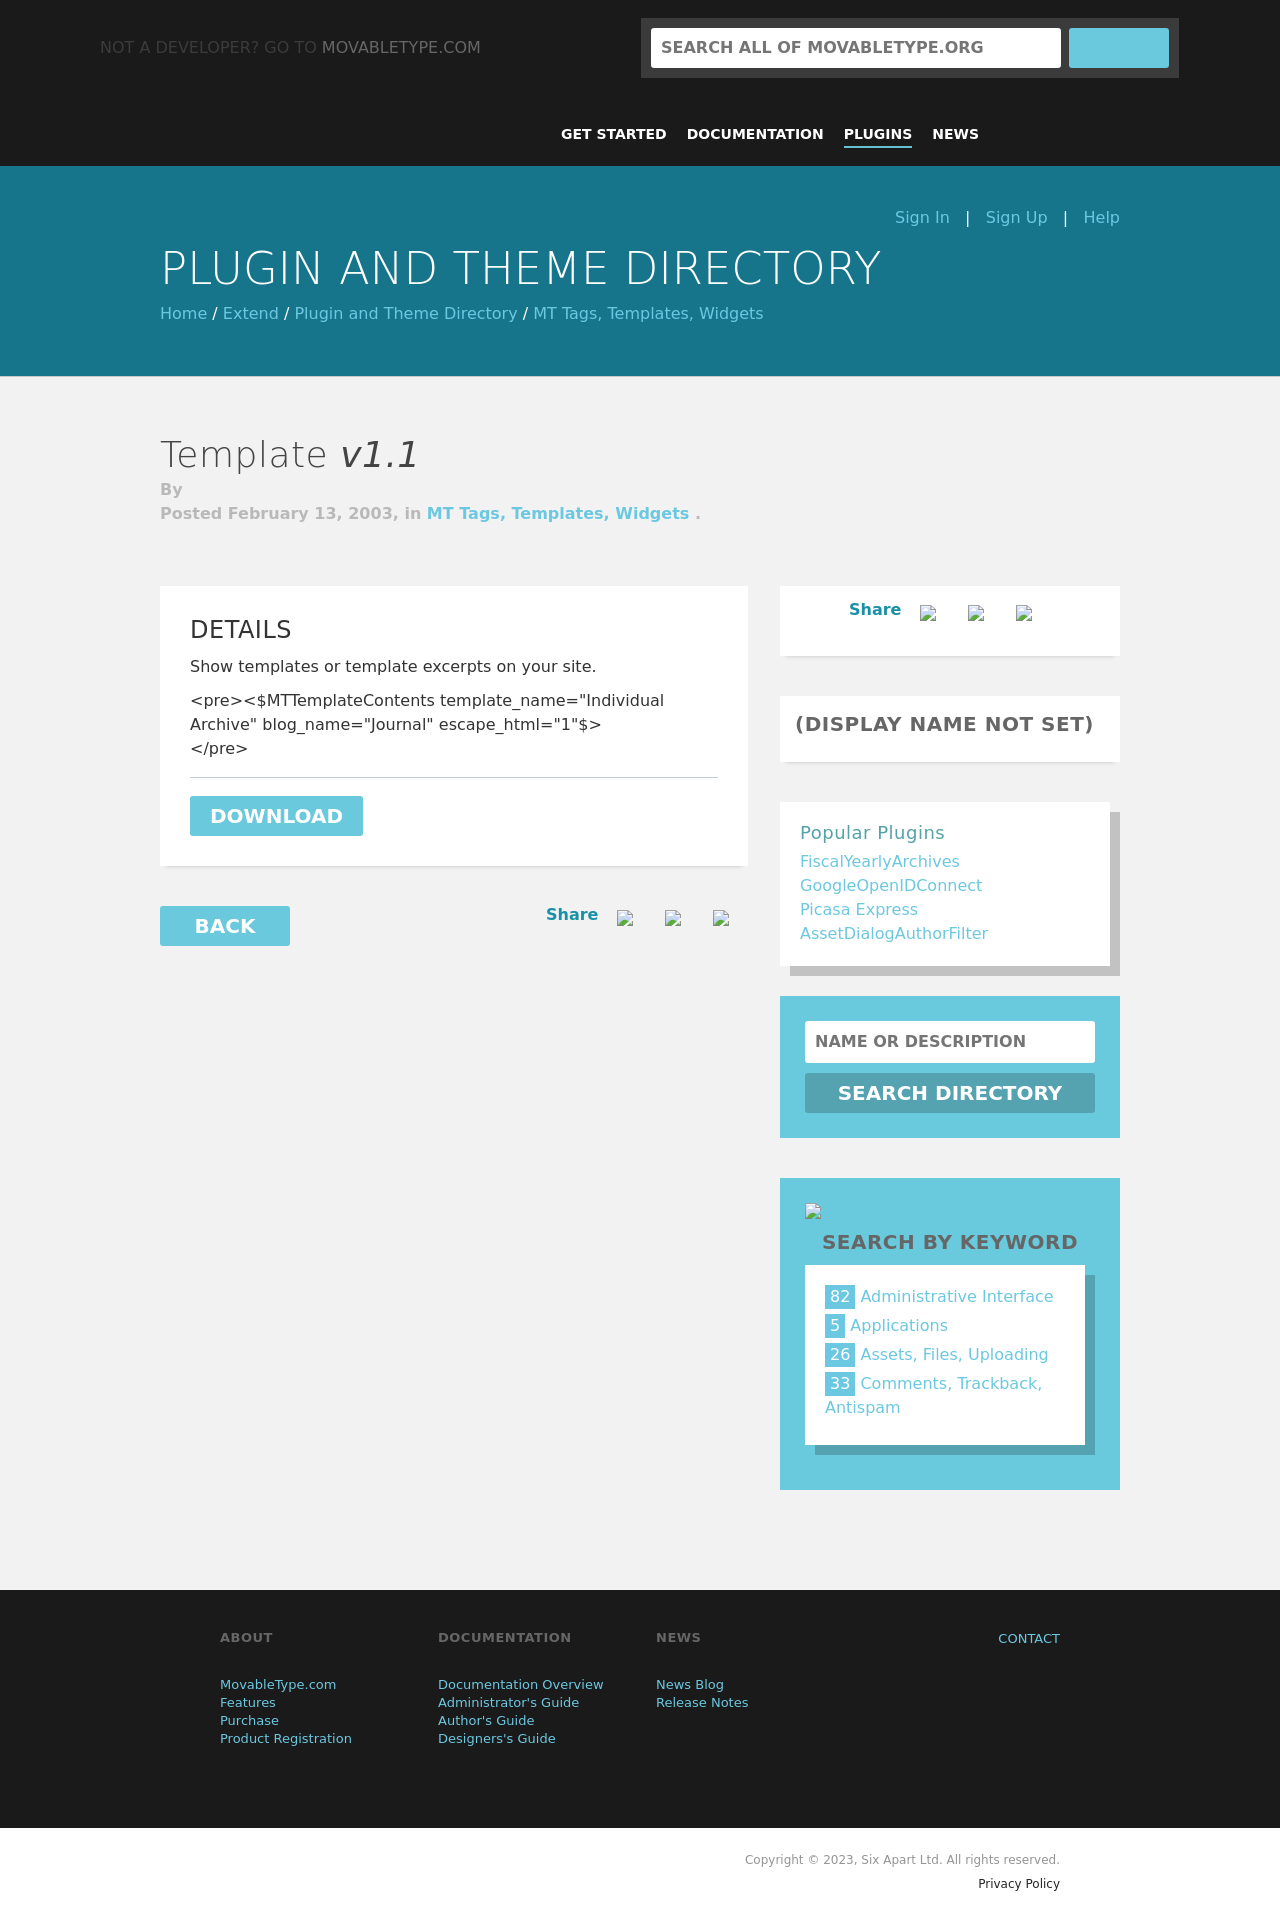 NOT A DEVELOPER? GO TO MOVABLETYPE.COM
SEARCH ALL OF MOVABLETYPE.ORG
GET STARTED DOCUMENTATION PLUGINS NEWS
Sign In | Sign Up | Help
PLUGIN AND THEME DIRECTORY
Home / Extend / Plugin and Theme Directory / MT Tags, Templates, Widgets
Template v1.1
By
Posted February 13, 2003, in MT Tags, Templates, Widgets .
DETAILS
Show templates or template excerpts on your site.
<pre><$MTTemplateContents template_name="Individual
Archive" blog_name="Journal" escape_html="1"$>
</pre>
DOWNLOAD
BACK
Share
Share
(DISPLAY NAME NOT SET)
Popular Plugins
FiscalYearlyArchives
GoogleOpenIDConnect
Picasa Express
AssetDialogAuthorFilter
NAME OR DESCRIPTION
SEARCH DIRECTORY
SEARCH BY KEYWORD
82 Administrative Interface
5 Applications
26 Assets, Files, Uploading
33 Comments, Trackback,
Antispam
ABOUT
MovableType.com
Features
Purchase
Product Registration
DOCUMENTATION
Documentation Overview
Administrator's Guide
Author's Guide
Designers's Guide
NEWS
News Blog
Release Notes
CONTACT
Copyright © 2023, Six Apart Ltd. All rights reserved.
Privacy Policy